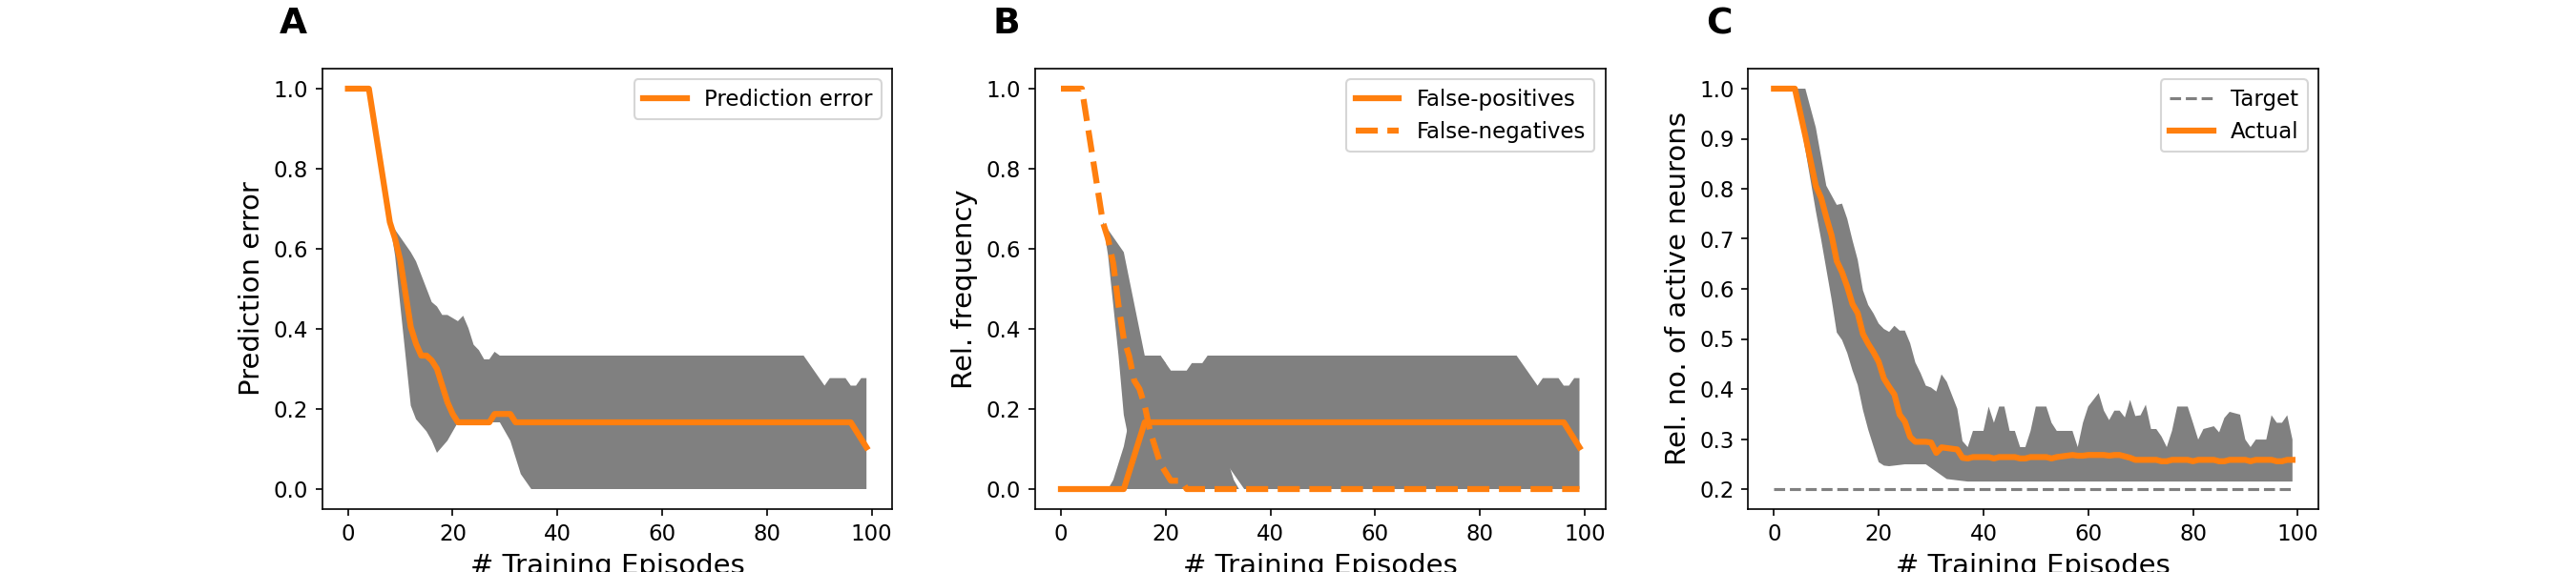 A
Prediction error
1.0
0.8
0.6
0.4
0.2
0.0
Prediction error
0
20
40
60
80
100
# Training Episodes
B
False-positives
False-negatives
1.0
0.8
0.6
0.4
0.2
0.0
Rel. frequency
0
20
40
60
80
100
# Training Episodes
C
Target
Actual
1.0
0.9
0.8
0.7
0.6
0.5
0.4
0.3
0.2
Rel. no. of active neurons
0
20
40
60
80
100
# Training Episodes